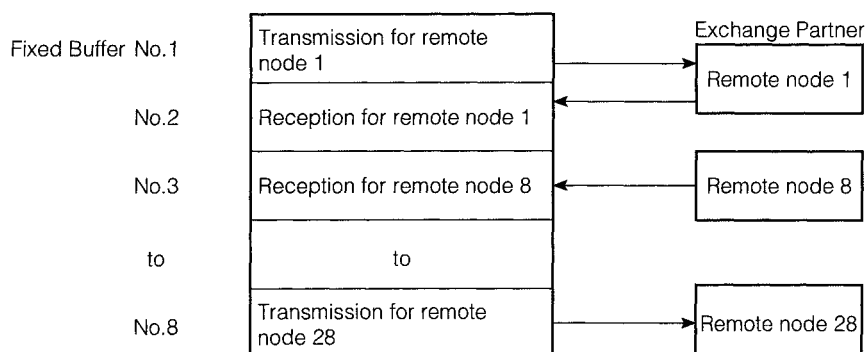 Exchange Partner
Fixed Buffer No.1
Transmission for remote
node 1
Remote node 1
No.2
Reception for remote node 1
No.3
Reception for remote node 8
Remote node 8
to
to
No.8
Transmission for remote
node 28
Remote node 28